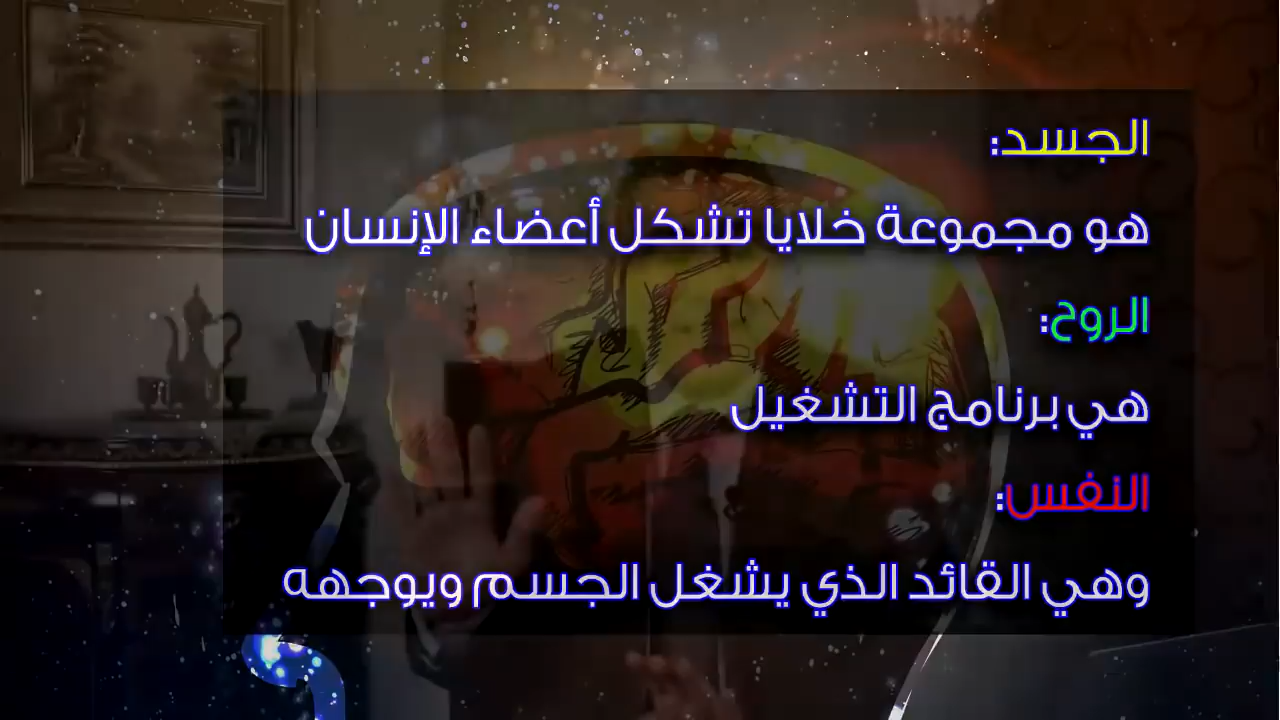 الجسد:
هو مجموعة خلايا تشكل أعضاء الإنسان
الروح:
هي برنامج التشغيل
النفس:
وهي القائد الذي يشغل الجسم ويوجهه